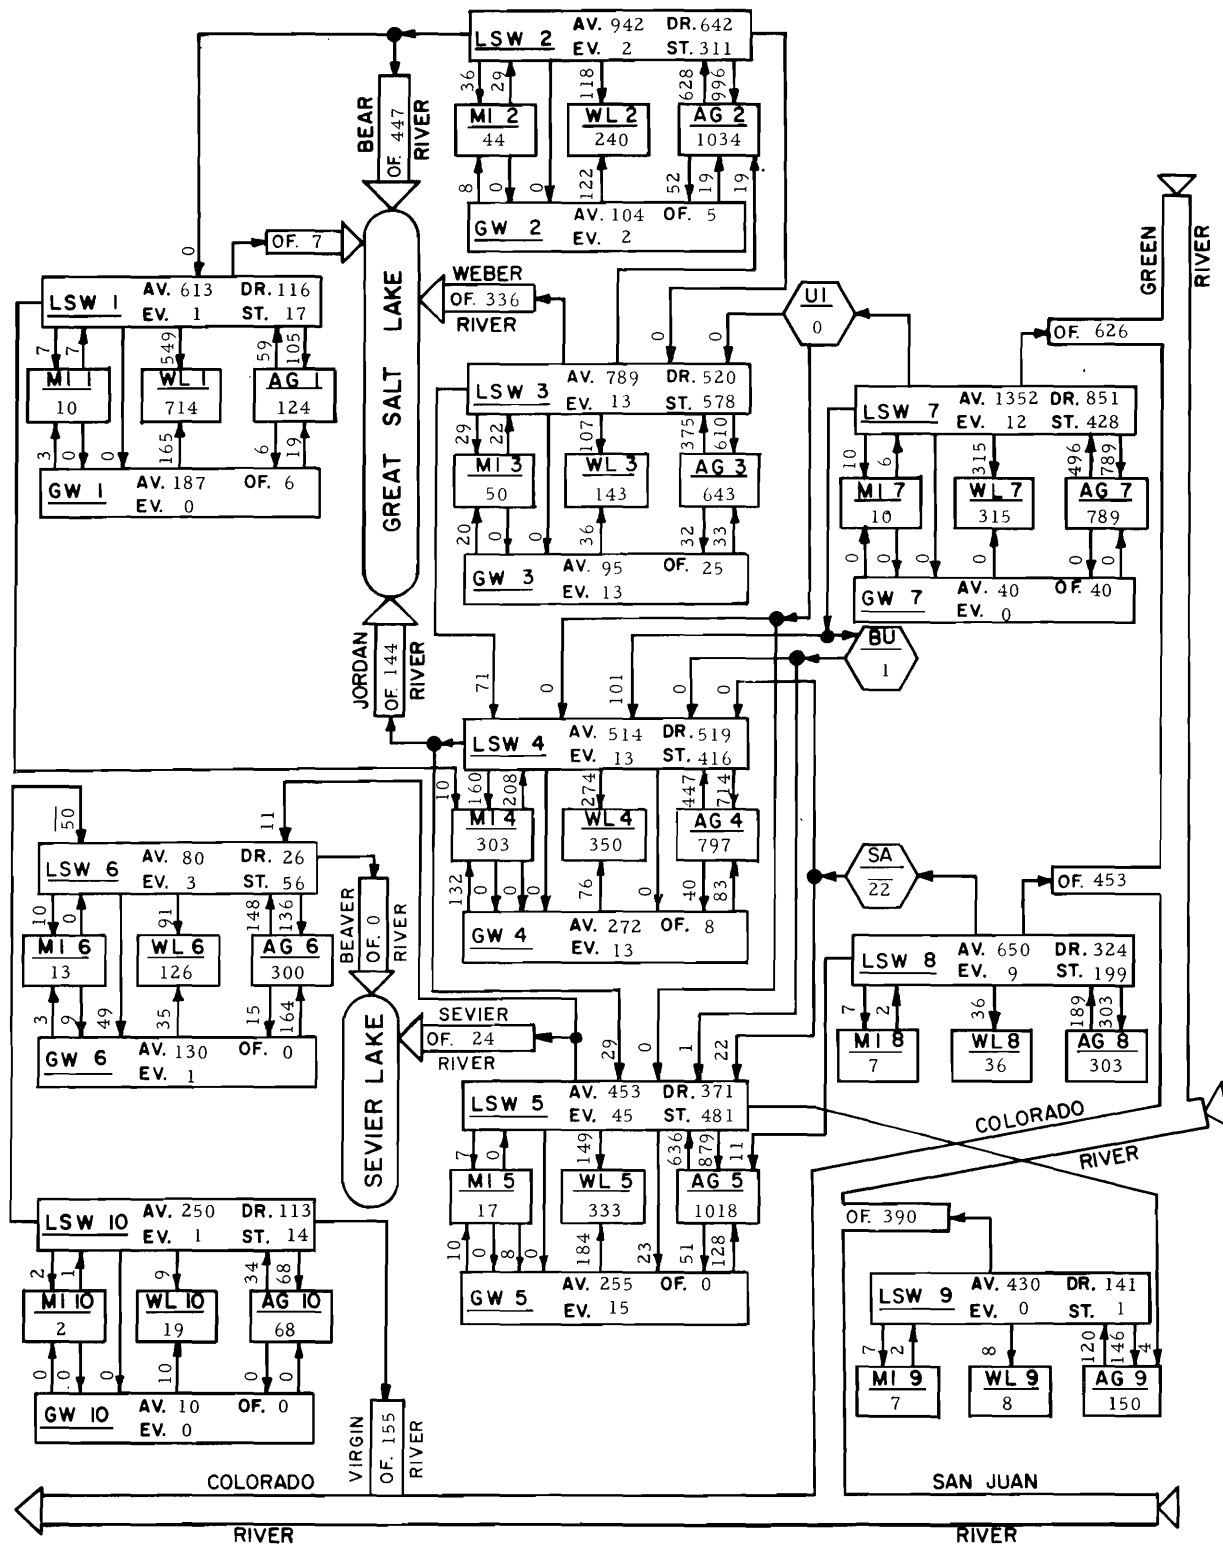 LSW 2
AV. 942 DR. 642
EV. 2 ST. 311
36
29
118
628
996
MI 2
44
WL 2
240
AG 2
1034
8
0
0
122
52
19
19
GW 2
AV. 104 OF. 5
EV. 2
BEAR
OF. 447
RIVER
0
OF. 7
LSW 1
AV. 613 DR. 116
EV. 1 ST. 17
7
7
549
59
105
MI 1
10
WL 1
714
AG 1
124
3
0
0
165
6
19
GW 1
AV. 187 OF. 6
EV. 0
GREAT SALT LAKE
WEBER
OF. 336
RIVER
0
0
UI
0
LSW 3
AV. 789 DR. 520
EV. 13 ST. 578
29
22
107
375
610
MI 3
50
WL 3
143
AG 3
643
20
0
0
36
32
33
GW 3
AV. 95 OF. 25
EV. 13
GREEN
RIVER
OF. 626
LSW 7
AV. 1352 DR. 851
EV. 12 ST. 428
10
6
315
496
789
MI 7
10
WL 7
315
AG 7
789
0
0
0
0
0
0
GW 7
AV. 40 OF. 40
EV. 0
BU
1
JORDAN
OF. 144
RIVER
71
0
101
0
0
LSW 4
AV. 514 DR. 519
EV. 13 ST. 416
10
160
208
274
447
714
MI 4
303
WL 4
350
AG 4
797
132
0
0
0
76
0
40
83
GW 4
AV. 272 OF. 8
EV. 13
50
11
LSW 6
AV. 80 DR. 26
EV. 3 ST. 56
10
0
91
148
136
MI 6
13
WL 6
126
AG 6
300
3
9
49
35
15
164
GW 6
AV. 130 OF. 0
EV. 1
BEAVER
OF. 0
RIVER
SEVIER LAKE
SEVIER
OF. 24
RIVER
SA
22
OF. 453
LSW 8
AV. 650 DR. 324
EV. 9 ST. 199
7
2
36
189
303
MI 8
7
WL 8
36
AG 8
303
29
0
1
22
LSW 5
AV. 453 DR. 371
EV. 45 ST. 481
7
0
149
636
879
11
MI 5
17
WL 5
333
AG 5
1018
10
0
8
0
184
23
51
128
GW 5
AV. 255 OF. 0
EV. 15
COLORADO
RIVER
OF. 390
LSW 9
AV. 430 DR. 141
EV. 0 ST. 1
7
2
8
120
146
4
MI 9
7
WL 9
8
AG 9
150
LSW 10
AV. 250 DR. 113
EV. 1 ST. 14
2
1
9
34
68
MI 10
2
WL 10
19
AG 10
68
0
0
0
10
0
0
GW 10
AV. 10 OF. 0
EV. 0
VIRGIN
OF. 155
RIVER
COLORADO
RIVER
SAN JUAN
RIVER